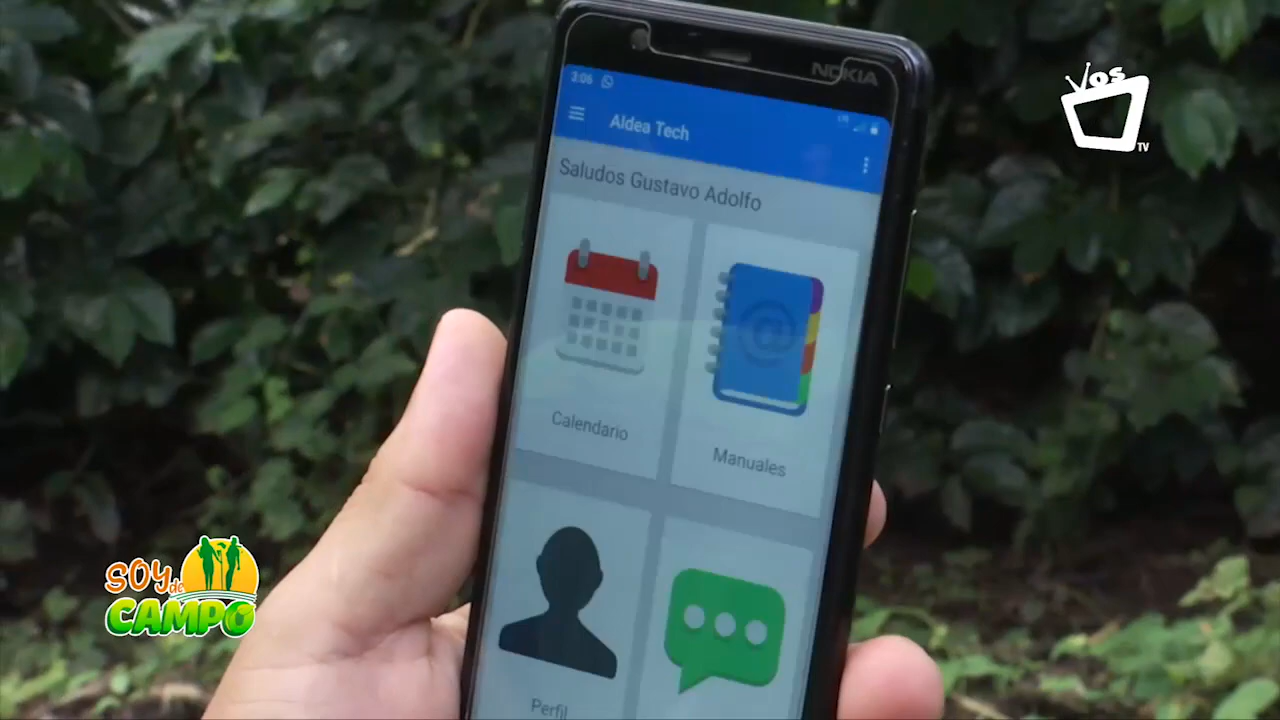 NOKIA
3:06
Aldea Tech
Saludos Gustavo Adolfo
Calendario
Manuales
Perfil
VOS
TV
SOY de
CAMPO